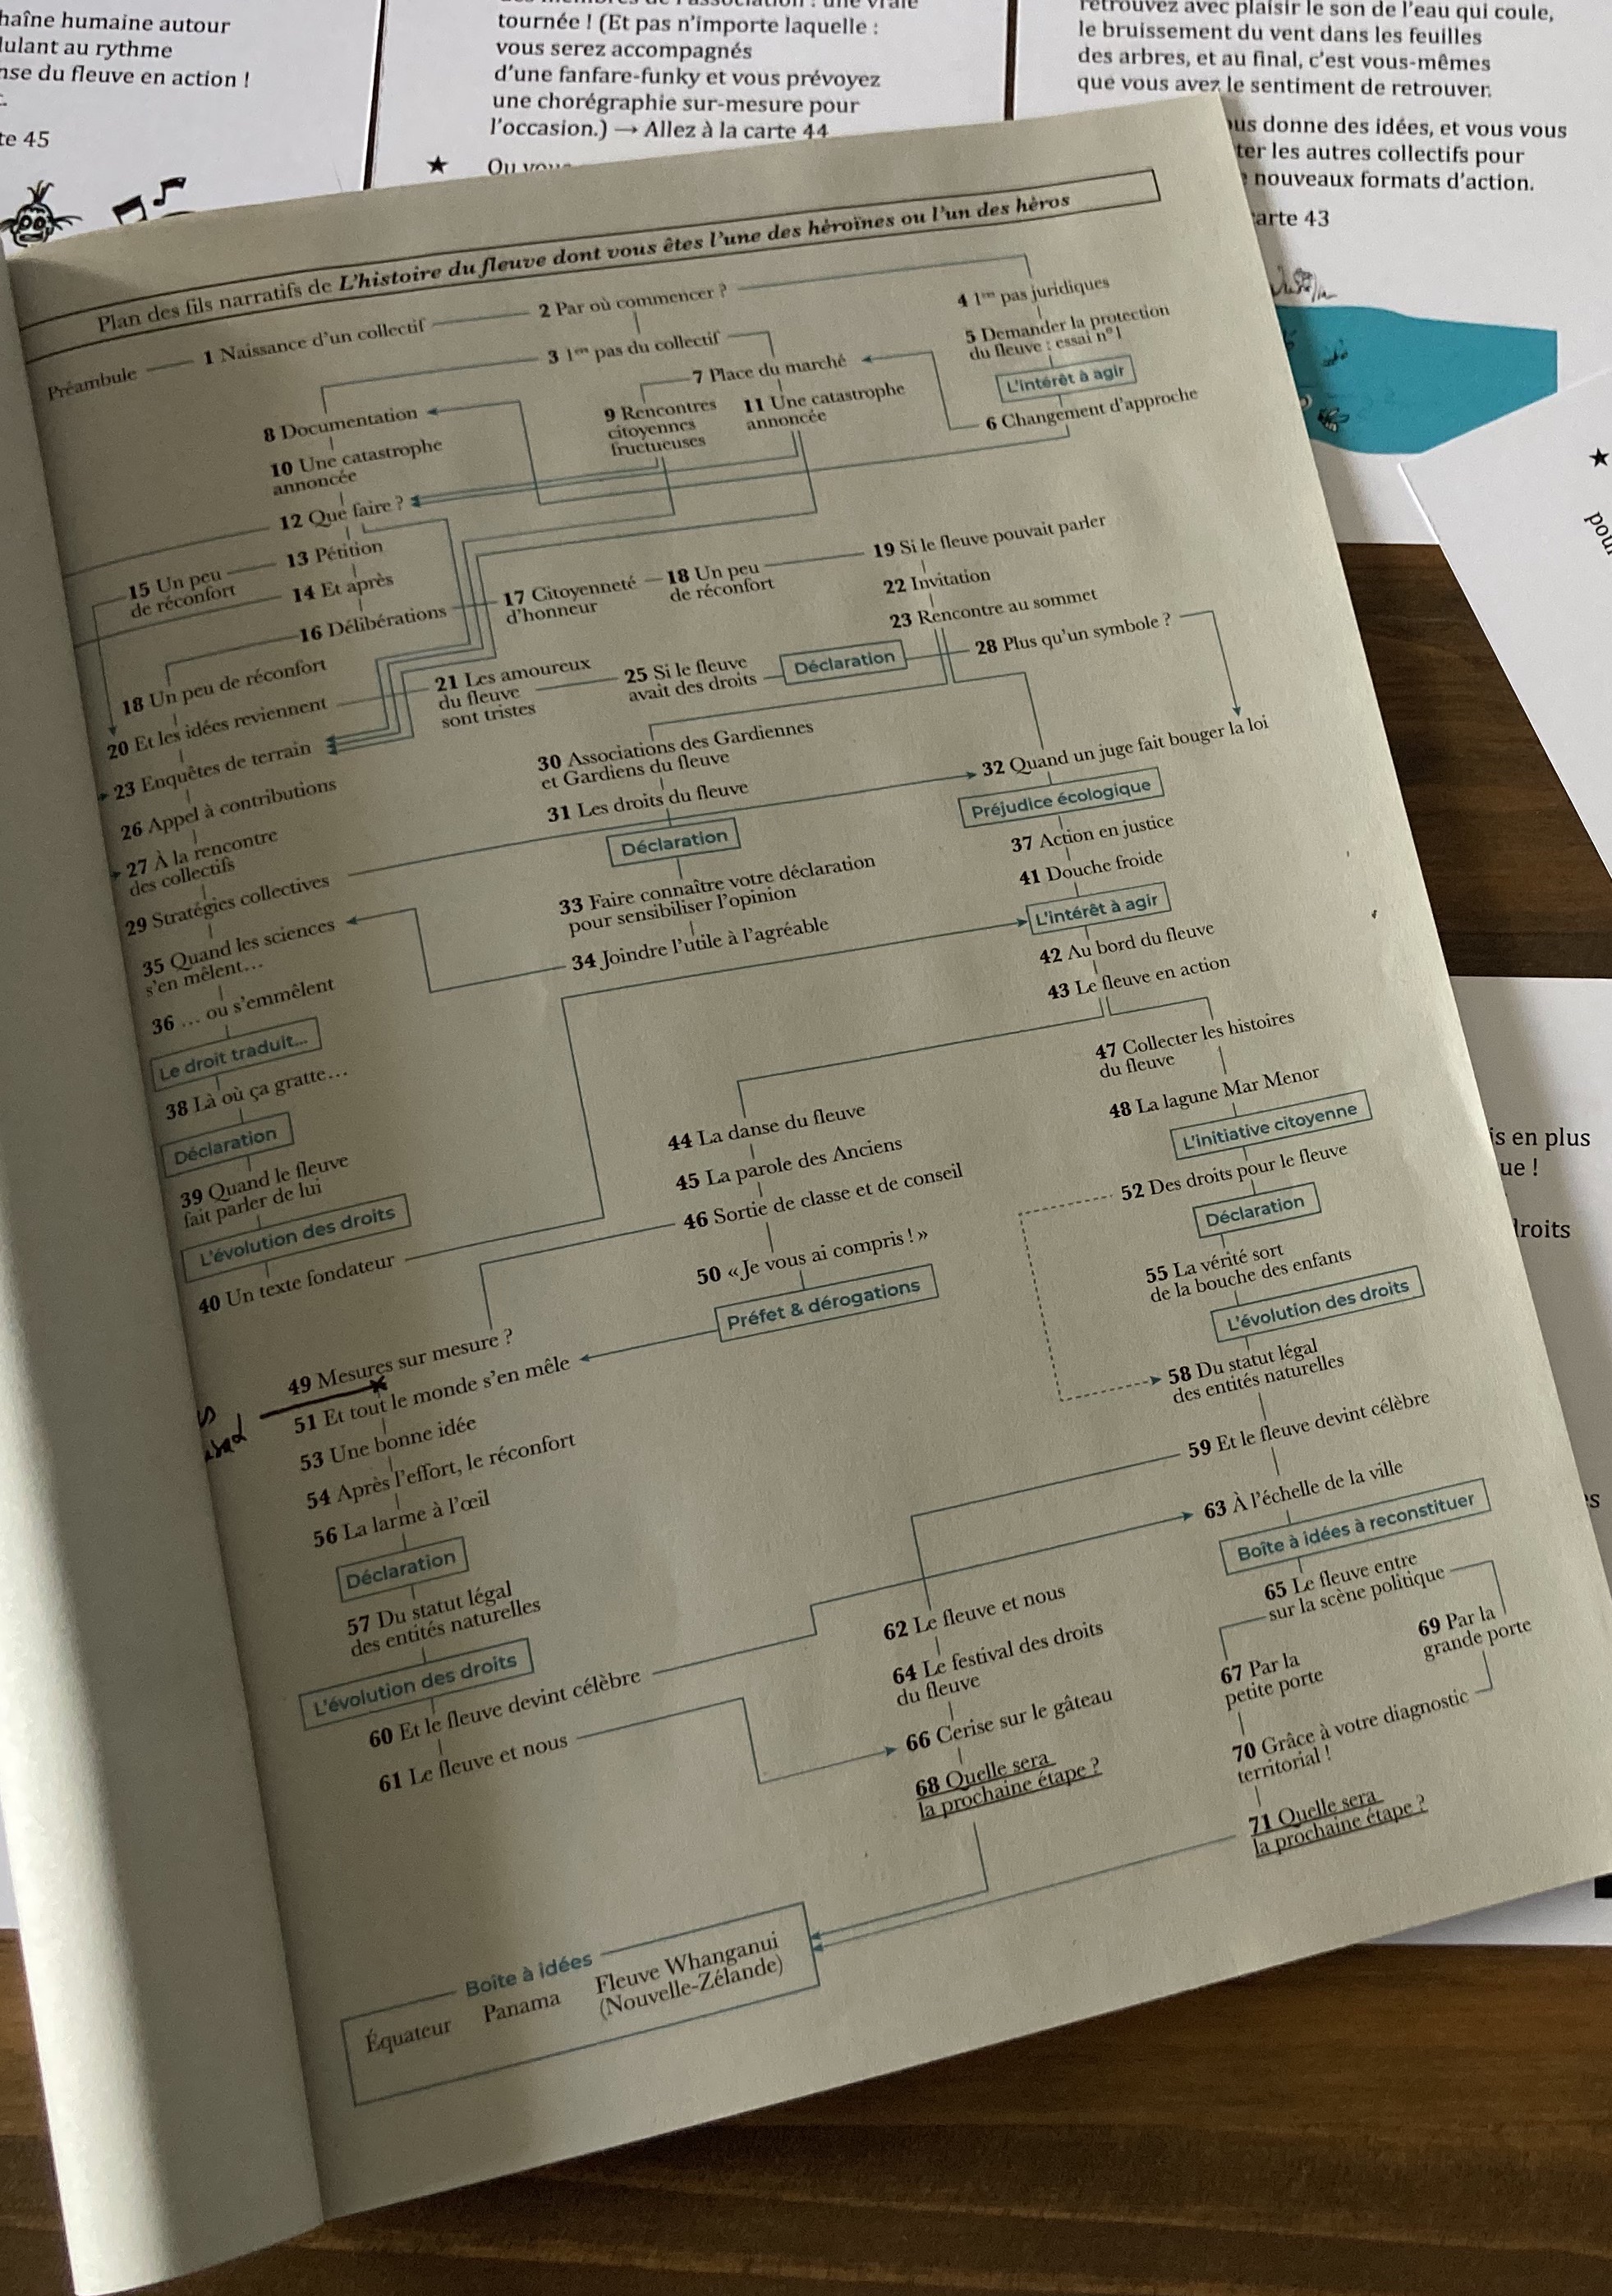 haîne humaine autour
dulant au rythme
nse du fleuve en action !
te 45
tournée ! (Et pas n’importe laquelle :
vous serez accompagnés
d’une fanfare-funky et vous prévoyez
une chorégraphie sur-mesure pour
l’occasion.) → Allez à la carte 44
★ Ou vous
retrouvez avec plaisir le son de l’eau qui coule,
le bruissement du vent dans les feuilles
des arbres, et au final, c’est vous-mêmes
que vous avez le sentiment de retrouver.
ous donne des idées, et vous vous
ter les autres collectifs pour
nouveaux formats d’action.
arte 43
Plan des fils narratifs de L’histoire du fleuve dont vous êtes l’une des héroïnes ou l’un des héros
Préambule
1 Naissance d’un collectif
2 Par où commencer ?
3 1ers pas du collectif
4 1ers pas juridiques
5 Demander la protection
du fleuve : essai n°1
L’intérêt à agir
6 Changement d’approche
7 Place du marché
8 Documentation
9 Rencontres
citoyennes
fructueuses
11 Une catastrophe
annoncée
10 Une catastrophe
annoncée
12 Que faire ?
13 Pétition
15 Un peu
de réconfort
14 Et après
16 Délibérations
17 Citoyenneté
d’honneur
18 Un peu
de réconfort
19 Si le fleuve pouvait parler
22 Invitation
23 Rencontre au sommet
28 Plus qu’un symbole ?
18 Un peu de réconfort
20 Et les idées reviennent
21 Les amoureux
du fleuve
sont tristes
25 Si le fleuve
avait des droits
Déclaration
23 Enquêtes de terrain
26 Appel à contributions
27 À la rencontre
des collectifs
29 Stratégies collectives
30 Associations des Gardiennes
et Gardiens du fleuve
31 Les droits du fleuve
Déclaration
32 Quand un juge fait bouger la loi
Préjudice écologique
37 Action en justice
41 Douche froide
L’intérêt à agir
42 Au bord du fleuve
43 Le fleuve en action
33 Faire connaître votre déclaration
pour sensibiliser l’opinion
34 Joindre l’utile à l’agréable
35 Quand les sciences
s’en mêlent…
36 … ou s’emmêlent
Le droit traduit…
38 Là où ça gratte…
Déclaration
39 Quand le fleuve
fait parler de lui
L’évolution des droits
40 Un texte fondateur
44 La danse du fleuve
45 La parole des Anciens
46 Sortie de classe et de conseil
50 « Je vous ai compris ! »
Préfet & dérogations
47 Collecter les histoires
du fleuve
48 La lagune Mar Menor
L’initiative citoyenne
52 Des droits pour le fleuve
Déclaration
55 La vérité sort
de la bouche des enfants
L’évolution des droits
58 Du statut légal
des entités naturelles
59 Et le fleuve devint célèbre
49 Mesures sur mesure ?
51 Et tout le monde s’en mêle
53 Une bonne idée
54 Après l’effort, le réconfort
56 La larme à l’œil
Déclaration
57 Du statut légal
des entités naturelles
L’évolution des droits
60 Et le fleuve devint célèbre
61 Le fleuve et nous
62 Le fleuve et nous
64 Le festival des droits
du fleuve
66 Cerise sur le gâteau
68 Quelle sera
la prochaine étape ?
63 À l’échelle de la ville
Boîte à idées à reconstituer
65 Le fleuve entre
sur la scène politique
67 Par la
petite porte
69 Par la
grande porte
70 Grâce à votre diagnostic
territorial !
71 Quelle sera
la prochaine étape ?
Boîte à idées
Équateur
Panama
Fleuve Whanganui
(Nouvelle-Zélande)
★
pour
is en plus
ue !
droits
es